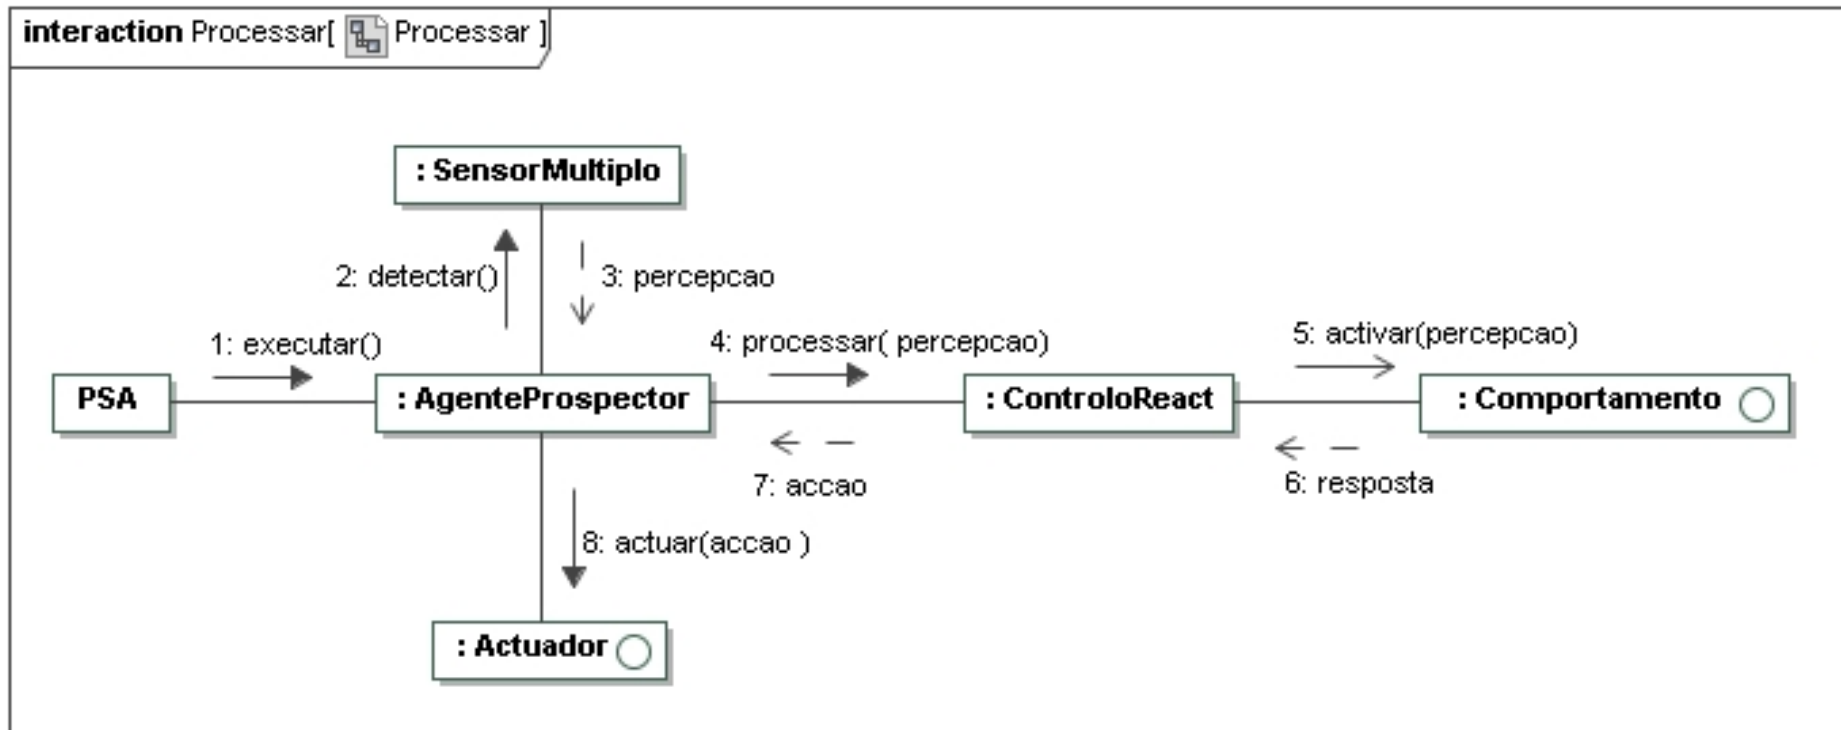 interaction Processar[ Processar ]
: SensorMultiplo
2: detectar()
3: percepcao
1: executar()
4: processar( percepcao)
5: activar(percepcao)
PSA
: AgenteProspector
: ControloReact
: Comportamento
7: accao
6: resposta
8: actuar(accao )
: Actuador